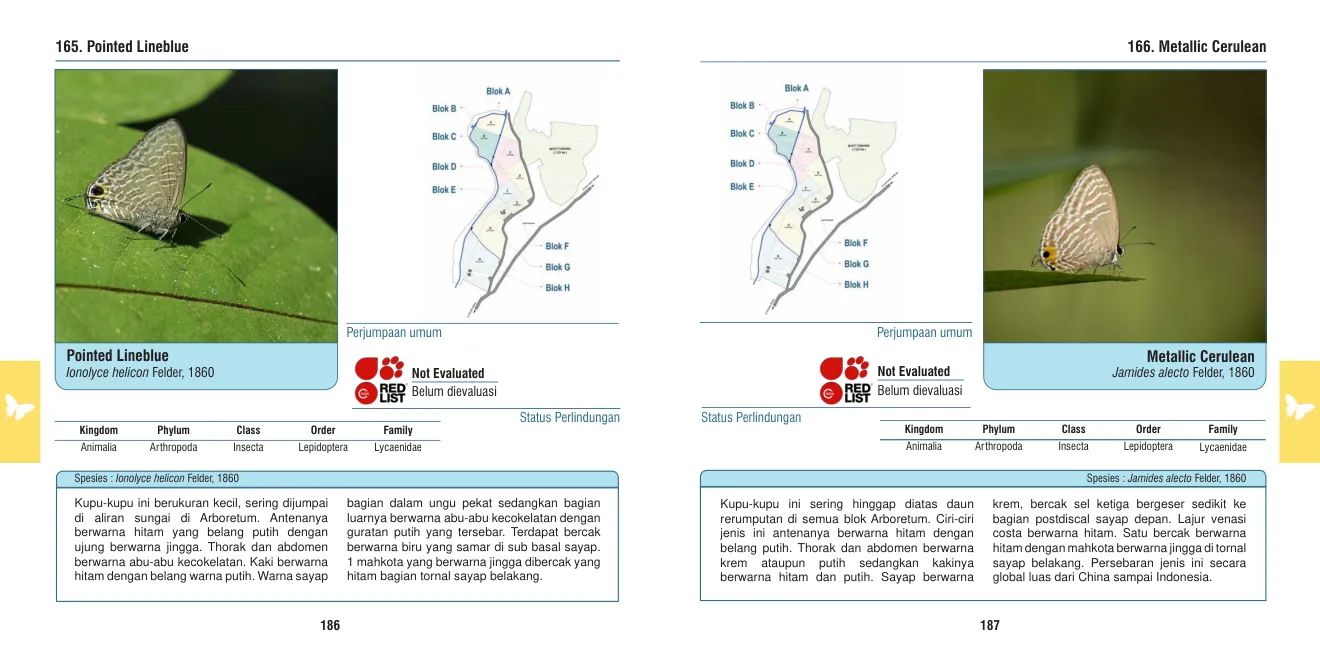 165. Pointed Lineblue
Blok A
Blok B
Blok C
Blok D
Blok E
Blok F
Blok G
Blok H
Perjumpaan umum
Pointed Lineblue
Ionolyce helicon Felder, 1860
RED
LIST
Not Evaluated
Belum dievaluasi
Status Perlindungan
Kingdom Phylum Class Order Family
Animalia Arthropoda Insecta Lepidoptera Lycaenidae
Spesies : Ionolyce helicon Felder, 1860
Kupu-kupu ini berukuran kecil, sering dijumpai
di aliran sungai di Arboretum. Antenanya
berwarna hitam yang belang putih dengan
ujung berwarna jingga. Thorak dan abdomen
berwarna abu-abu kecokelatan. Kaki berwarna
hitam dengan belang warna putih. Warna sayap
bagian dalam ungu pekat sedangkan bagian
luarnya berwarna abu-abu kecokelatan dengan
guratan putih yang tersebar. Terdapat bercak
berwarna biru yang samar di sub basal sayap.
1 mahkota yang berwarna jingga dibercak yang
hitam bagian tornal sayap belakang.
186
166. Metallic Cerulean
Blok A
Blok B
Blok C
Blok D
Blok E
Blok F
Blok G
Blok H
Perjumpaan umum
Metallic Cerulean
Jamides alecto Felder, 1860
RED
LIST
Not Evaluated
Belum dievaluasi
Status Perlindungan
Kingdom Phylum Class Order Family
Animalia Arthropoda Insecta Lepidoptera Lycaenidae
Spesies : Jamides alecto Felder, 1860
Kupu-kupu ini sering hinggap diatas daun
rerumputan di semua blok Arboretum. Ciri-ciri
jenis ini antenanya berwarna hitam dengan
belang putih. Thorak dan abdomen berwarna
krem ataupun putih sedangkan kakinya
berwarna hitam dan putih. Sayap berwarna
krem, bercak sel ketiga bergeser sedikit ke
bagian postdiscal sayap depan. Lajur venasi
costa berwarna hitam. Satu bercak berwarna
hitam dengan mahkota berwarna jingga di tornal
sayap belakang. Persebaran jenis ini secara
global luas dari China sampai Indonesia.
187